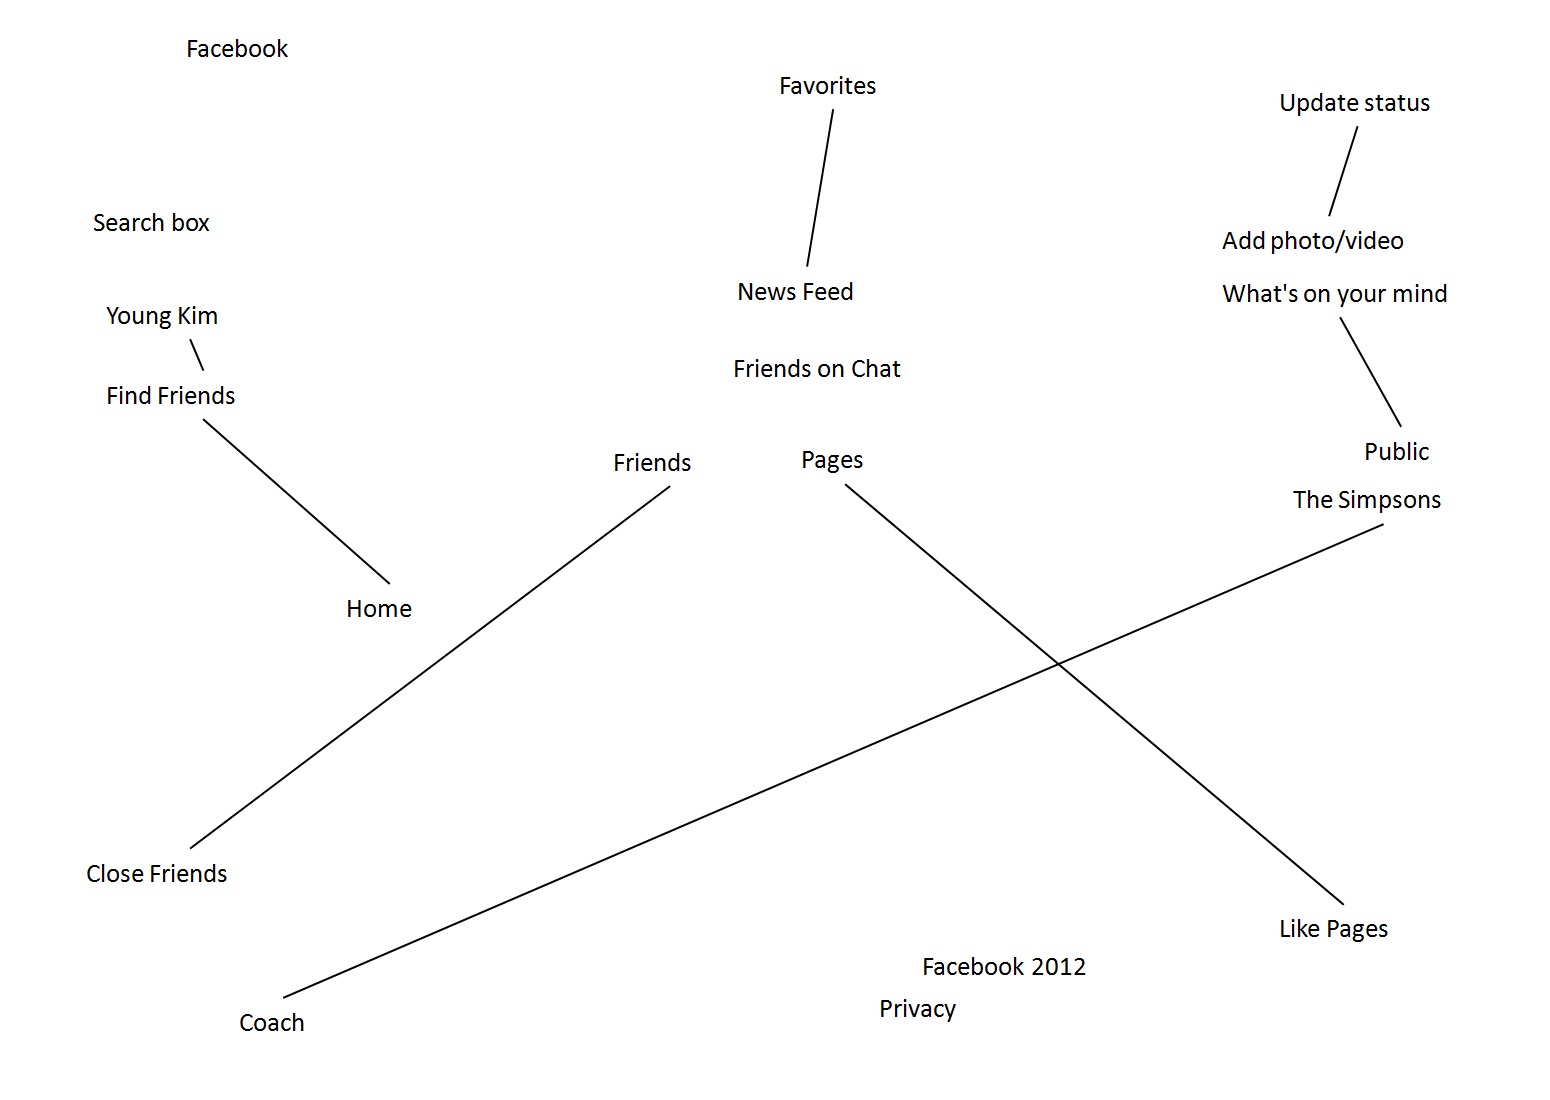 Facebook
Favorites
Update status
Search box
Add photo/video
News Feed
What's on your mind
Young Kim
Friends on Chat
Find Friends
Friends
Pages
Public
The Simpsons
Home
Close Friends
Like Pages
Facebook 2012
Privacy
Coach